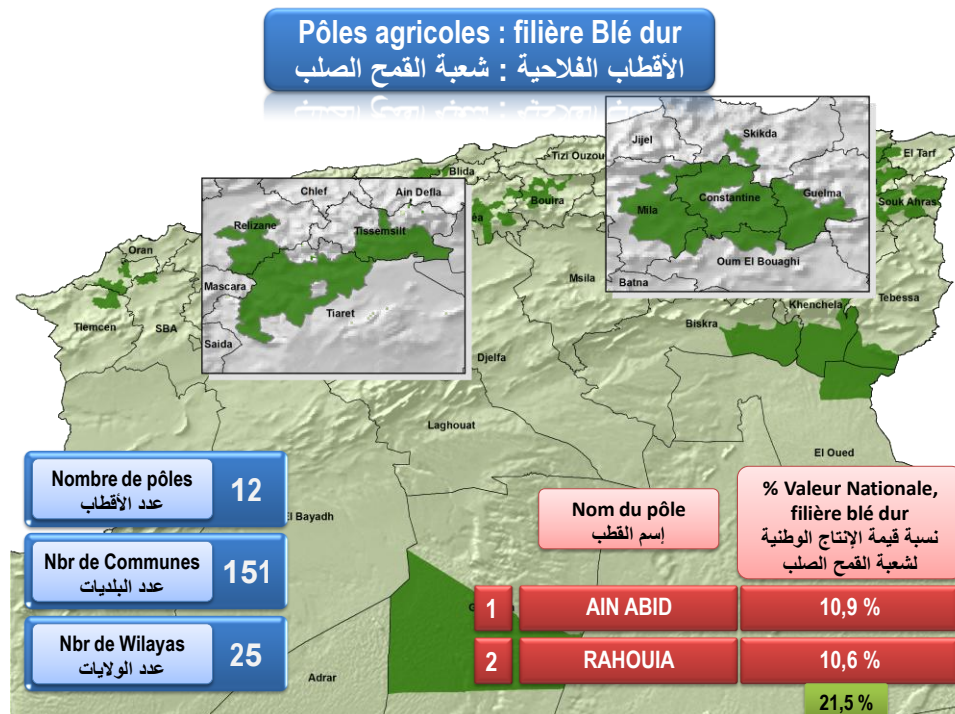 Pôles agricoles : filière Blé dur
الأقطاب الفلاحية : شعبة القمح الصلب
Jijel
Skikda
Mila
Constantine
Guelma
Oum El Bouaghi
Batna
Tizi Ouzou
El Tarf
Blida
Bouira
Souk Ahras
Chlef
Ain Defla
Relizane
Tissemsilt
Mascara
Tiaret
Saida
Oran
Tlemcen
SBA
Msila
Khenchela
Tebessa
Biskra
Djelfa
Laghouat
El Oued
El Bayadh
Adrar
Nombre de pôles
عدد الأقطاب
12
Nbr de Communes
عدد البلديات
151
Nbr de Wilayas
عدد الولايات
25
Nom du pôle
إسم القطب
% Valeur Nationale,
filière blé dur
نسبة قيمة الإنتاج الوطنية
لشعبة القمح الصلب
1 AIN ABID 10,9 %
2 RAHOUIA 10,6 %
21,5 %